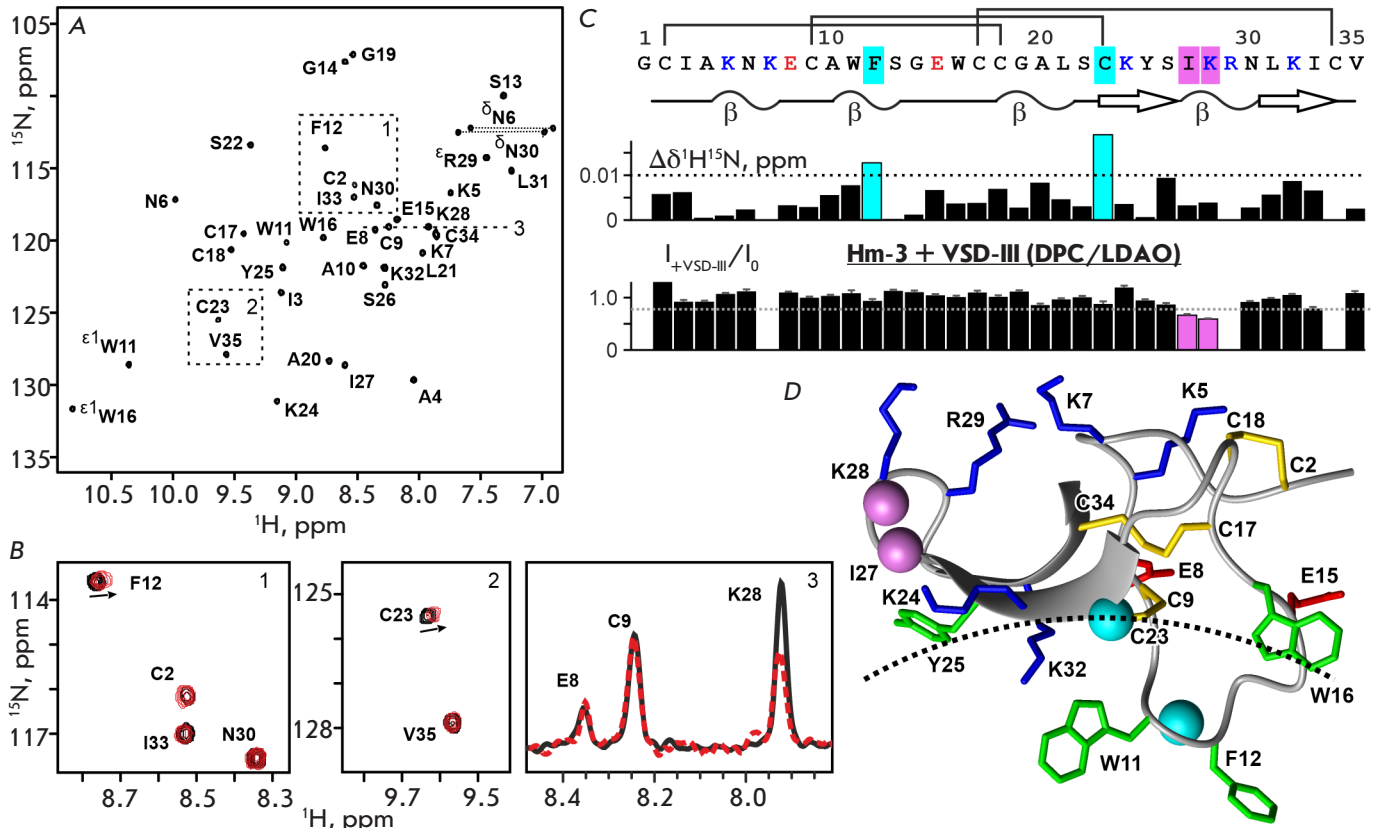 A
105
110
115
120
125
130
135
¹⁵N, ppm
G14
G19
S13
δN6
δN30
F12
1
S22
εR29
L31
C2
N30
I33
K5
N6
E15
K28
3
C17
W11
W16
E8
C9
C34
C18
K7
Y25
A10
K32
L21
S26
I3
C23
2
V35
ε1W11
A20
I27
A4
ε1W16
K24
10.5 10.0 9.5 9.0 8.5 8.0 7.5 7.0
¹H, ppm
B
114
117
¹⁵N, ppm
F12
1
C2
I33
N30
8.7 8.5 8.3
125
128
2
C23
V35
9.7 9.5
¹H, ppm
3
E8
C9
K28
8.4 8.2 8.0
C
1 10 20 30 35
GCIAKNKECAWFSGEWCCGALSCKYSIKRNLKICV
β β β β
Δδ¹H¹⁵N, ppm
0.01
0
I+VSD-III/I0
Hm-3 + VSD-III (DPC/LDAO)
1.0
0
D
K7
K5
R29
C18
K28
C2
C34
C17
I27
E8
E15
K24
C9
C23
Y25
K32
W16
W11
F12